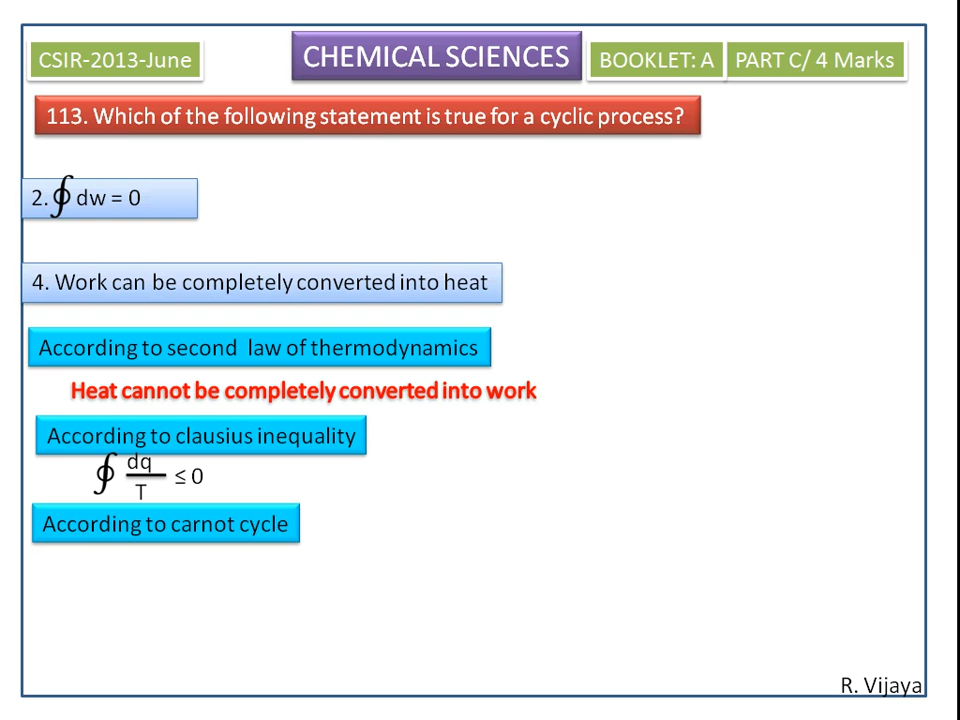 CSIR-2013-June
CHEMICAL SCIENCES
BOOKLET: A
PART C/ 4 Marks
113. Which of the following statement is true for a cyclic process?
2. ∮ dw = 0
4. Work can be completely converted into heat
According to second law of thermodynamics
Heat cannot be completely converted into work
According to clausius inequality
∮ dq/T ≤ 0
According to carnot cycle
R. Vijaya